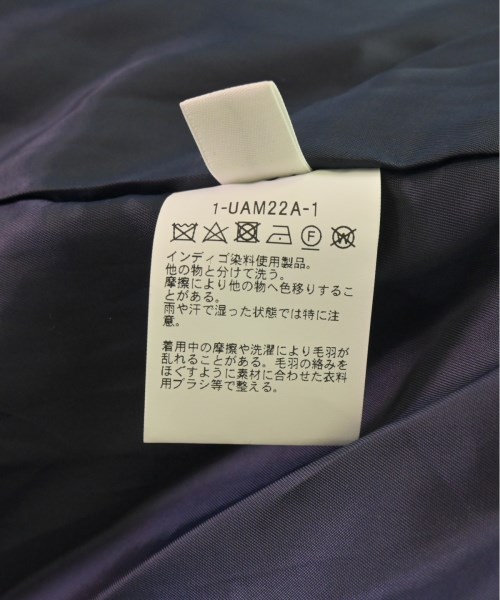 1-UAM22A-1
F W
インディゴ染料使用製品。
他の物と分けて洗う。
摩擦により他の物へ色移りするこ
とがある。
雨や汗で湿った状態では特に注
意。
着用中の摩擦や洗濯により毛羽が
乱れることがある。毛羽の絡みを
ほぐすように素材に合わせた衣料
用ブラシ等で整える。